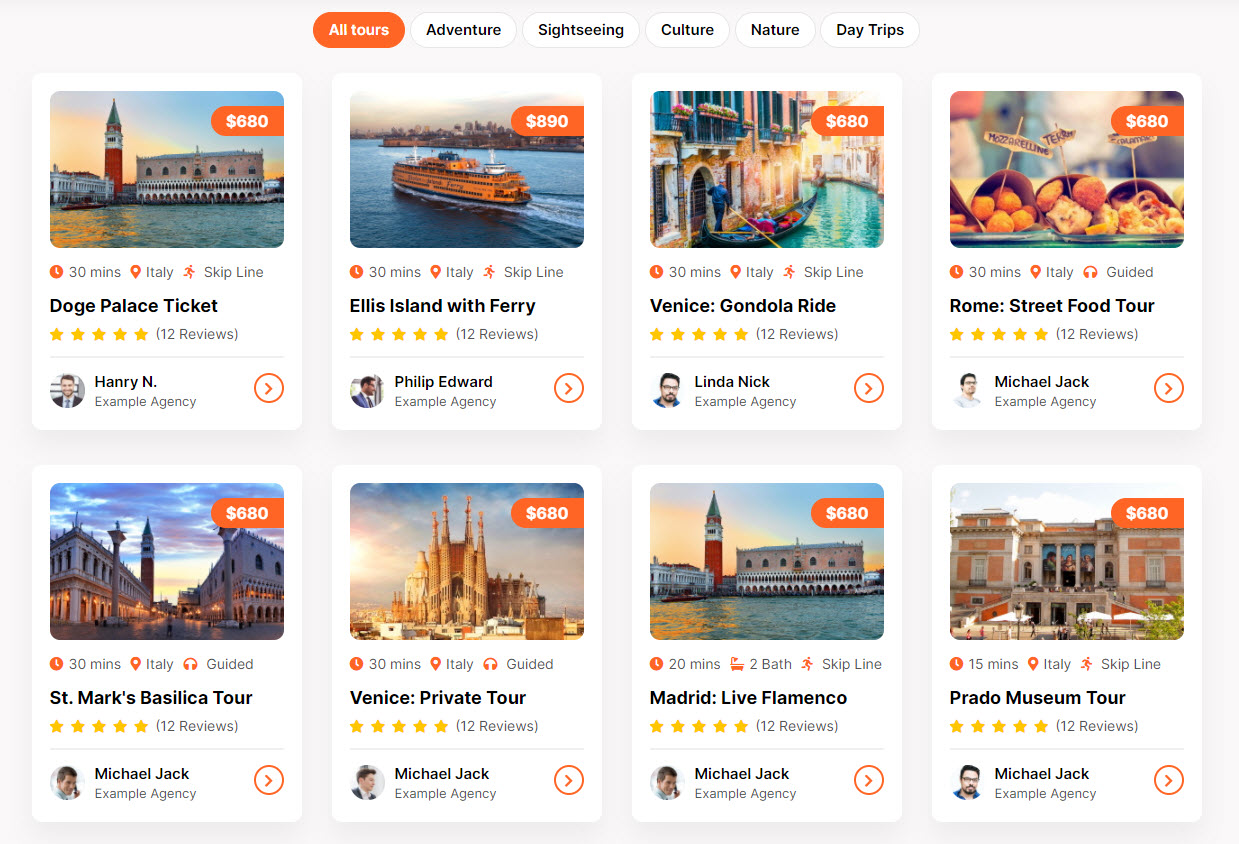 All tours Adventure Sightseeing Culture Nature Day Trips
$680
30 mins Italy Skip Line
Doge Palace Ticket
(12 Reviews)
Hanry N.
Example Agency
$890
30 mins Italy Skip Line
Ellis Island with Ferry
(12 Reviews)
Philip Edward
Example Agency
$680
30 mins Italy Skip Line
Venice: Gondola Ride
(12 Reviews)
Linda Nick
Example Agency
MOZZARELLINE
$680
30 mins Italy Guided
Rome: Street Food Tour
(12 Reviews)
Michael Jack
Example Agency
$680
30 mins Italy Guided
St. Mark's Basilica Tour
(12 Reviews)
Michael Jack
Example Agency
$680
30 mins Italy Guided
Venice: Private Tour
(12 Reviews)
Michael Jack
Example Agency
$680
20 mins 2 Bath Skip Line
Madrid: Live Flamenco
(12 Reviews)
Michael Jack
Example Agency
$680
15 mins Italy Skip Line
Prado Museum Tour
(12 Reviews)
Michael Jack
Example Agency